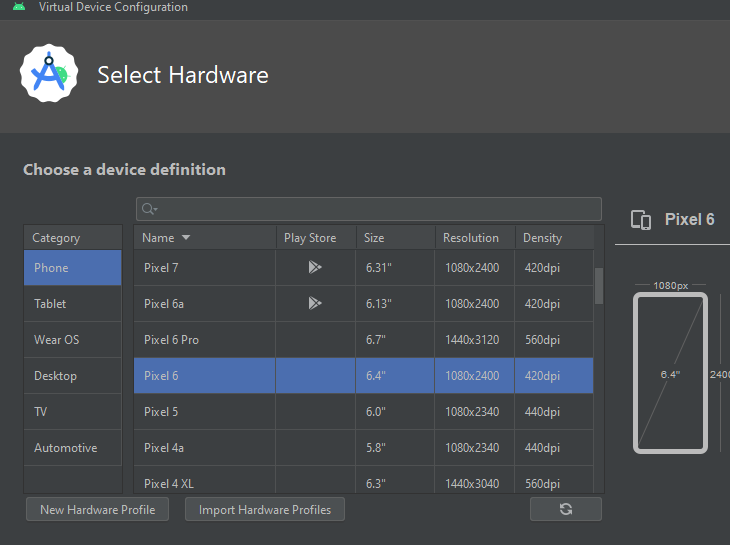 Virtual Device Configuration
Select Hardware
Choose a device definition
Category
Phone
Tablet
Wear OS
Desktop
TV
Automotive
Name Play Store Size Resolution Density
Pixel 7 6.31" 1080x2400 420dpi
Pixel 6a 6.13" 1080x2400 420dpi
Pixel 6 Pro 6.7" 1440x3120 560dpi
Pixel 6 6.4" 1080x2400 420dpi
Pixel 5 6.0" 1080x2340 440dpi
Pixel 4a 5.8" 1080x2340 440dpi
Pixel 4 XL 6.3" 1440x3040 560dpi
New Hardware Profile Import Hardware Profiles
Pixel 6
1080px
6.4"
2400